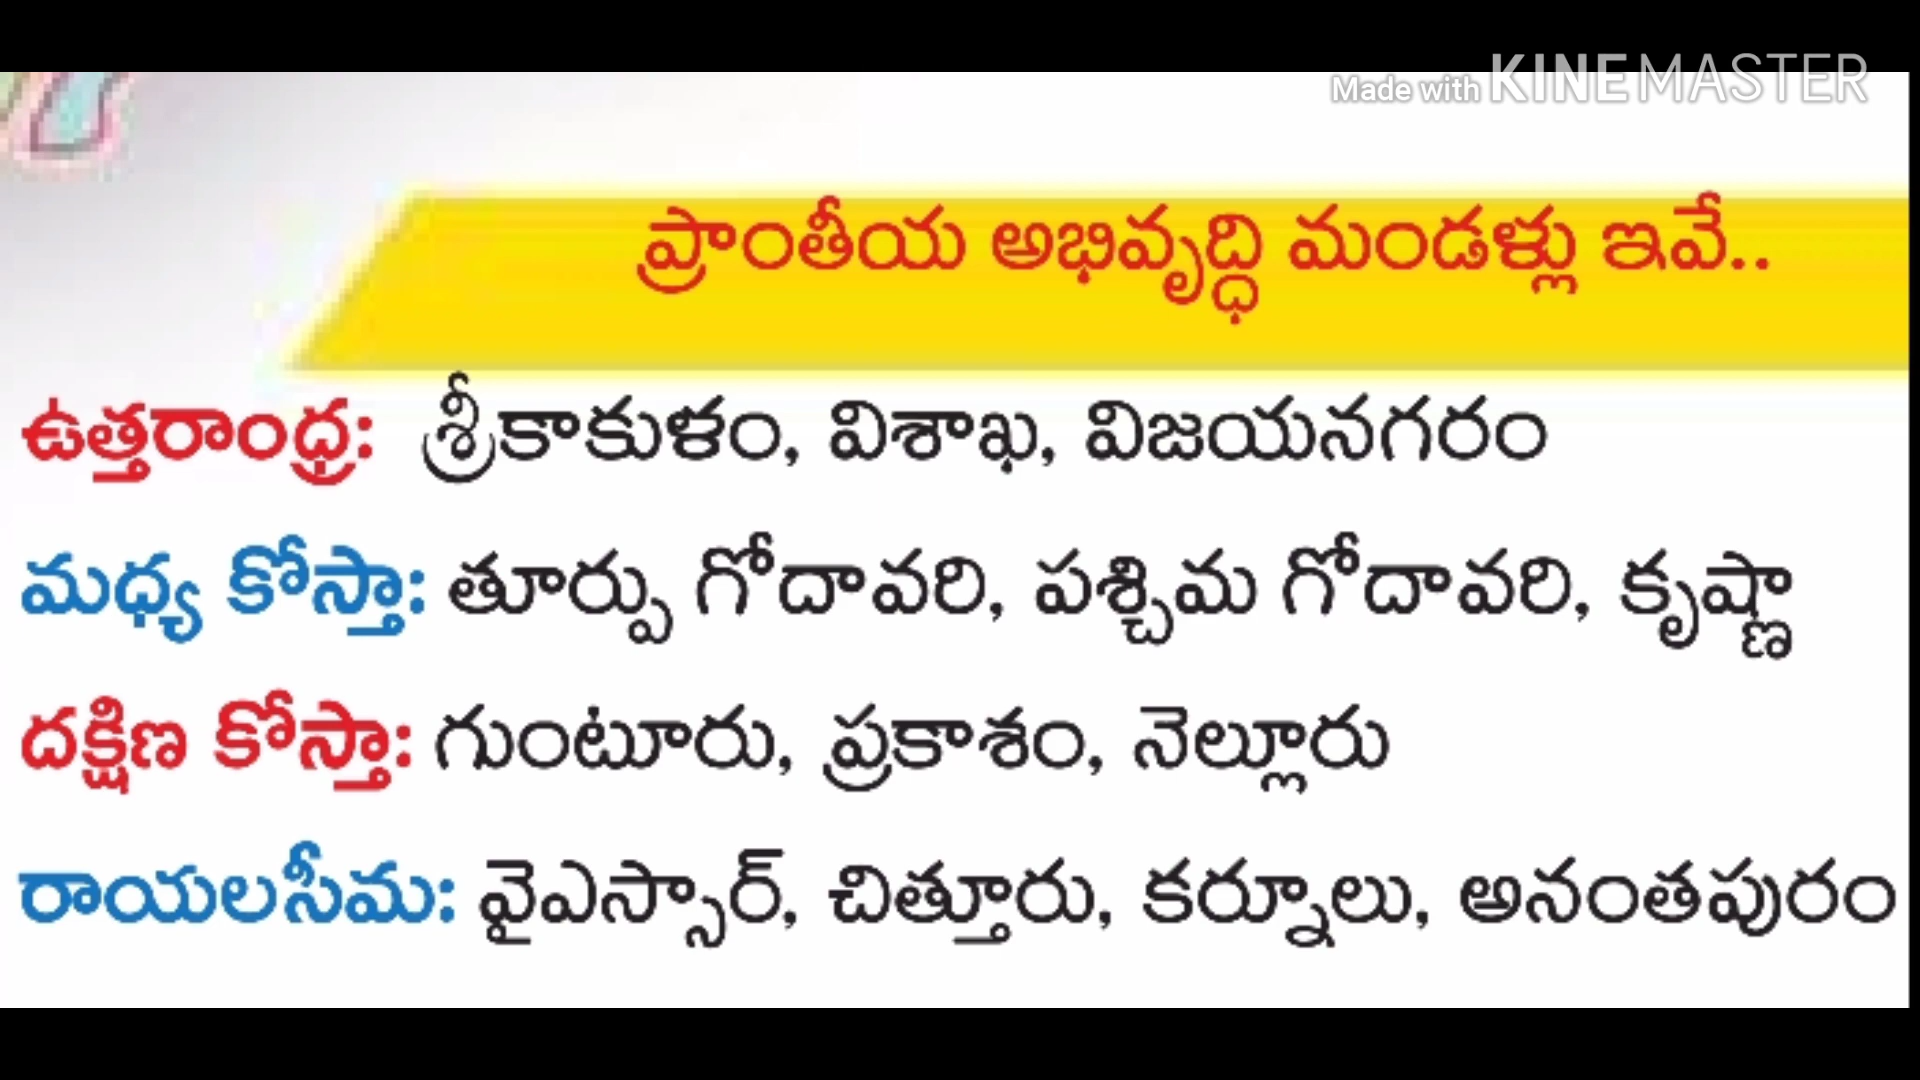 Made with KINEMASTER
ప్రాంతీయ అభివృద్ధి మండళ్లు ఇవే..
ఉత్తరాంధ్ర: శ్రీకాకుళం, విశాఖ, విజయనగరం
మధ్య కోస్తా: తూర్పు గోదావరి, పశ్చిమ గోదావరి, కృష్ణా
దక్షిణ కోస్తా: గుంటూరు, ప్రకాశం, నెల్లూరు
రాయలసీమ: వైఎస్సార్, చిత్తూరు, కర్నూలు, అనంతపురం